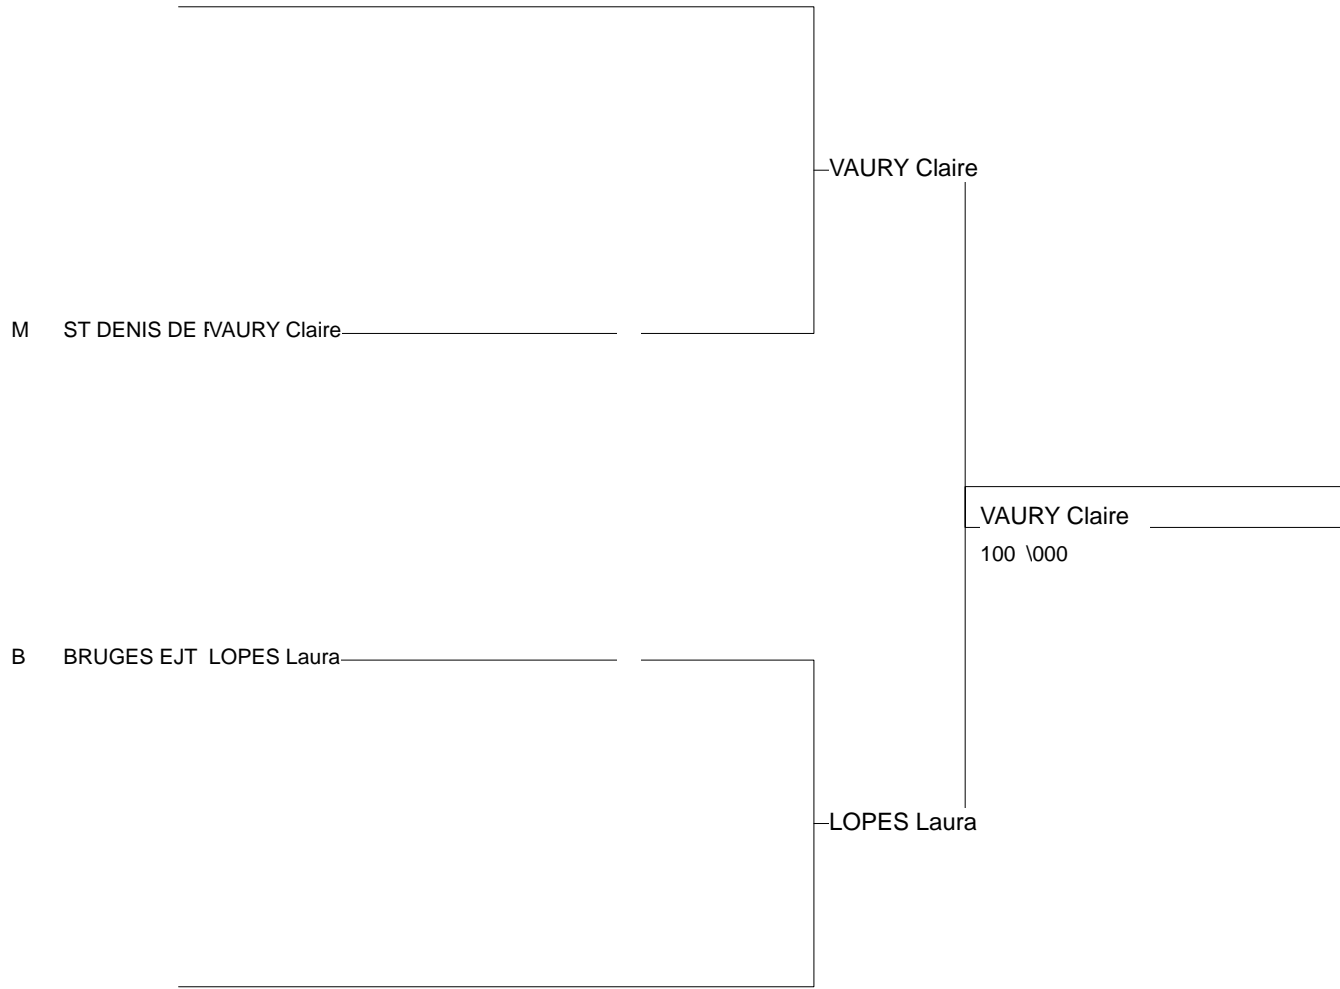 VAURY Claire
M ST DENIS DE VAURY Claire
VAURY Claire
100 \000
B BRUGES EJT LOPES Laura
LOPES Laura